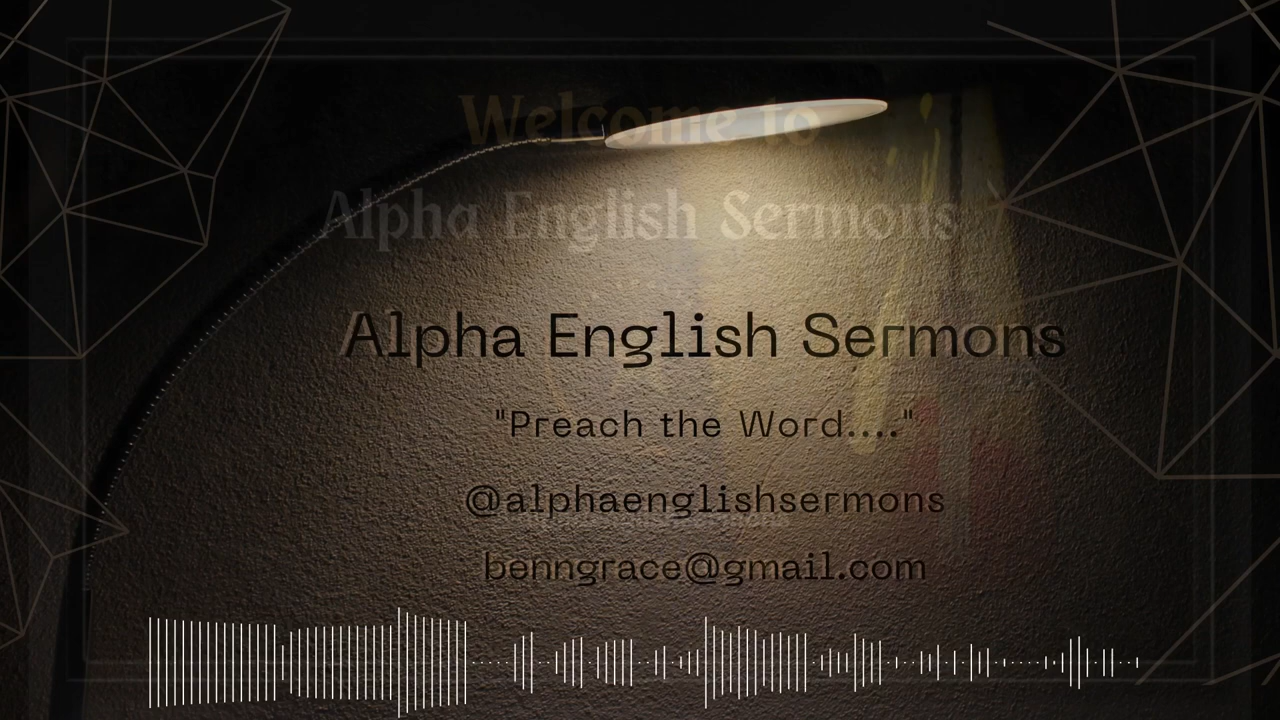 Welcome to
Alpha English Sermons
Alpha English Sermons
"Preach the Word...."
@alphaenglishsermons
benngrace@gmail.com